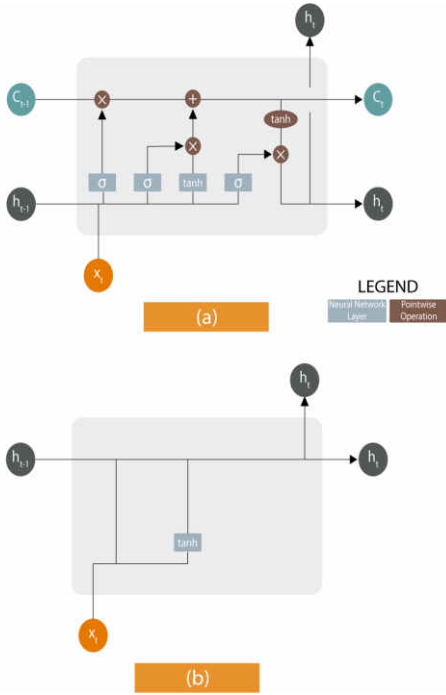 h t
C t-1
×
+
C t
tanh
×
×
σ
σ
tanh
σ
h t-1
h t
x t
LEGEND
Neural Network
Layer
Pointwise
Operation
(a)
h t
h t-1
h t
tanh
x t
(b)